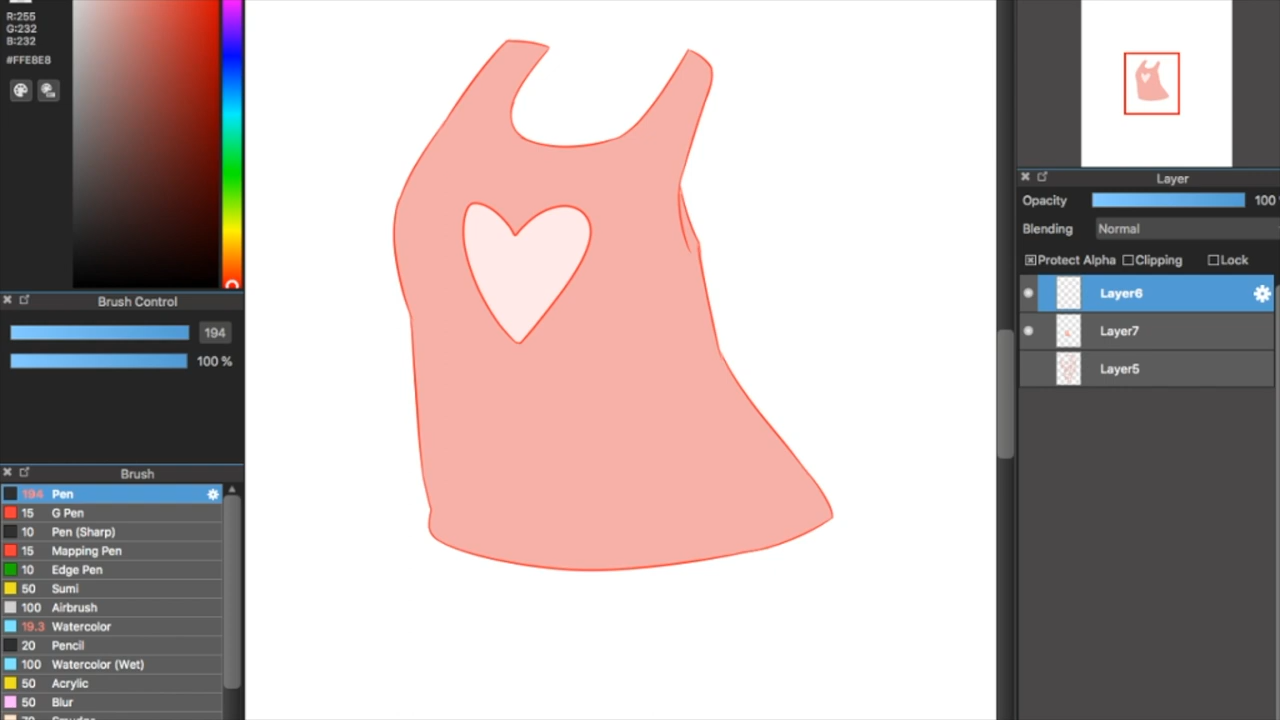 R:255
G:232
B:232
#FFE8E8
Brush Control
194
100 %
Brush
194 Pen
15 G Pen
10 Pen (Sharp)
15 Mapping Pen
10 Edge Pen
50 Sumi
100 Airbrush
19.3 Watercolor
20 Pencil
100 Watercolor (Wet)
50 Acrylic
50 Blur
Layer
Opacity 100
Blending Normal
Protect Alpha Clipping Lock
Layer6
Layer7
Layer5